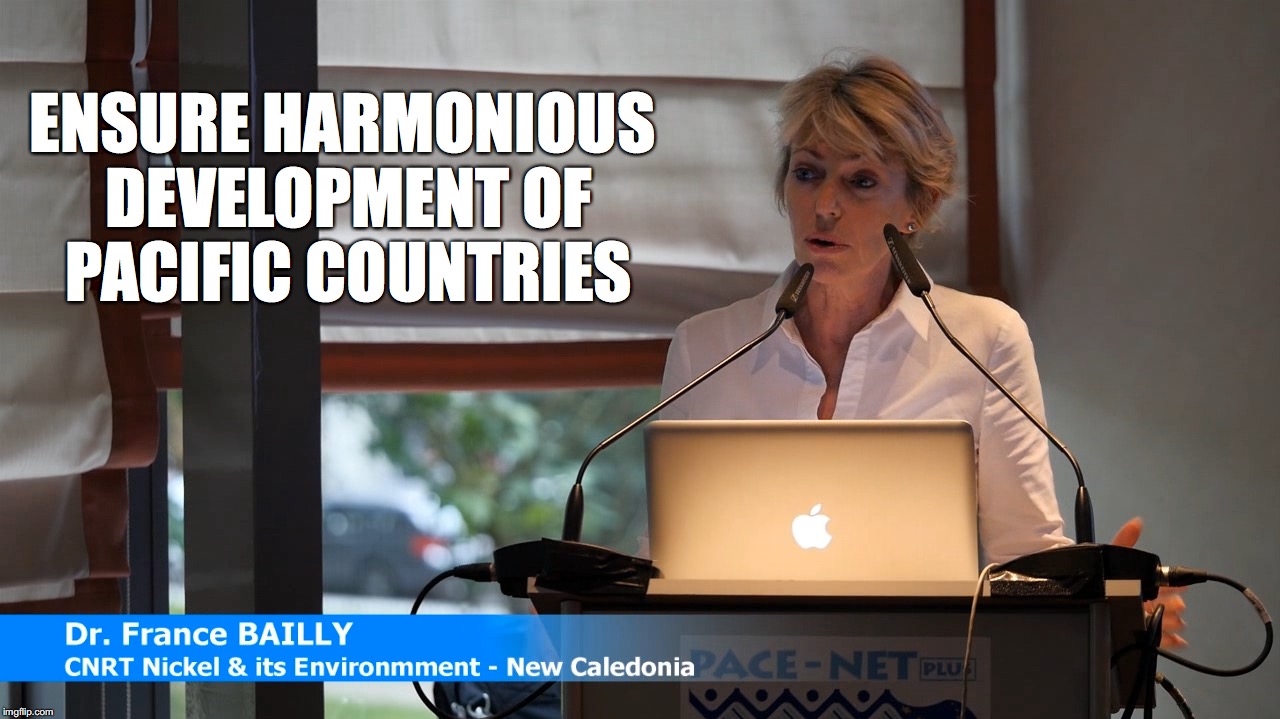 ENSURE HARMONIOUS
DEVELOPMENT OF
PACIFIC COUNTRIES
Dr. France BAILLY
CNRT Nickel & its Environmment - New Caledonia
PACE-NET PLUS
imgflip.com